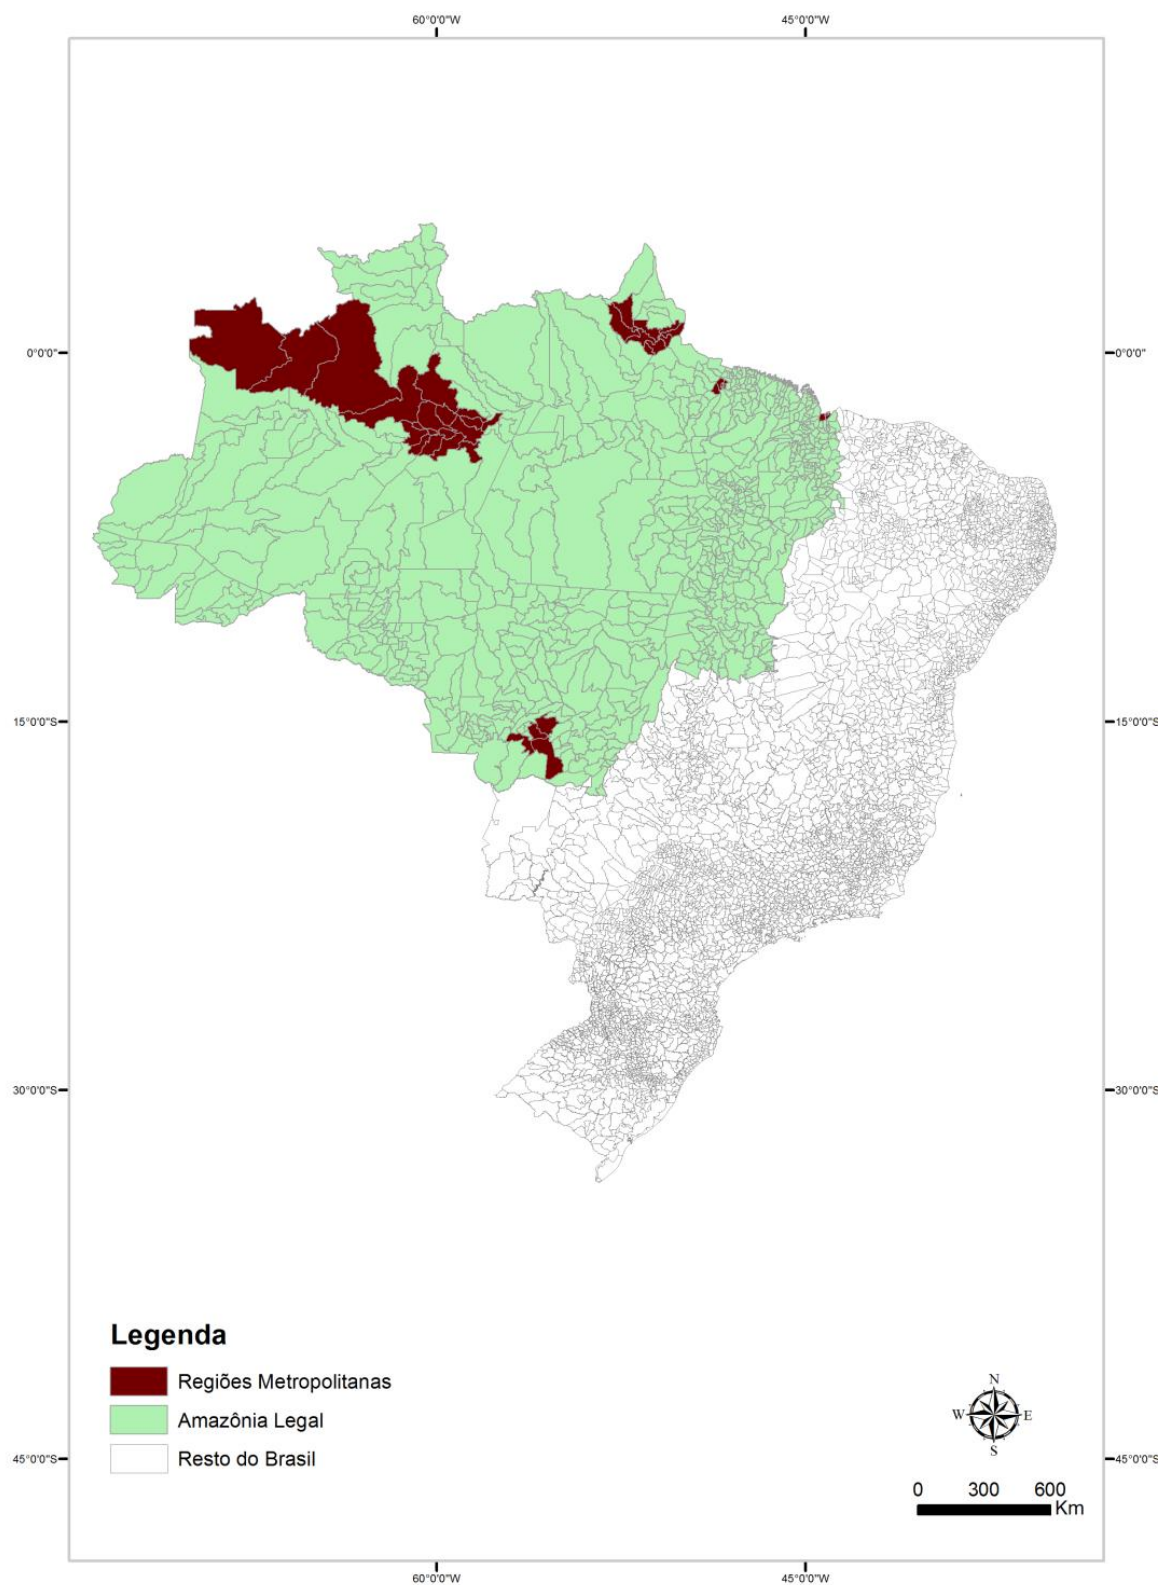 60°0'0"W 45°0'0"W
0°0'0" 0°0'0"
15°0'0"S 15°0'0"S
30°0'0"S 30°0'0"S
Legenda
Regiões Metropolitanas
Amazônia Legal
Resto do Brasil
N
W E
S
45°0'0"S 45°0'0"S
0 300 600
Km
60°0'0"W 45°0'0"W